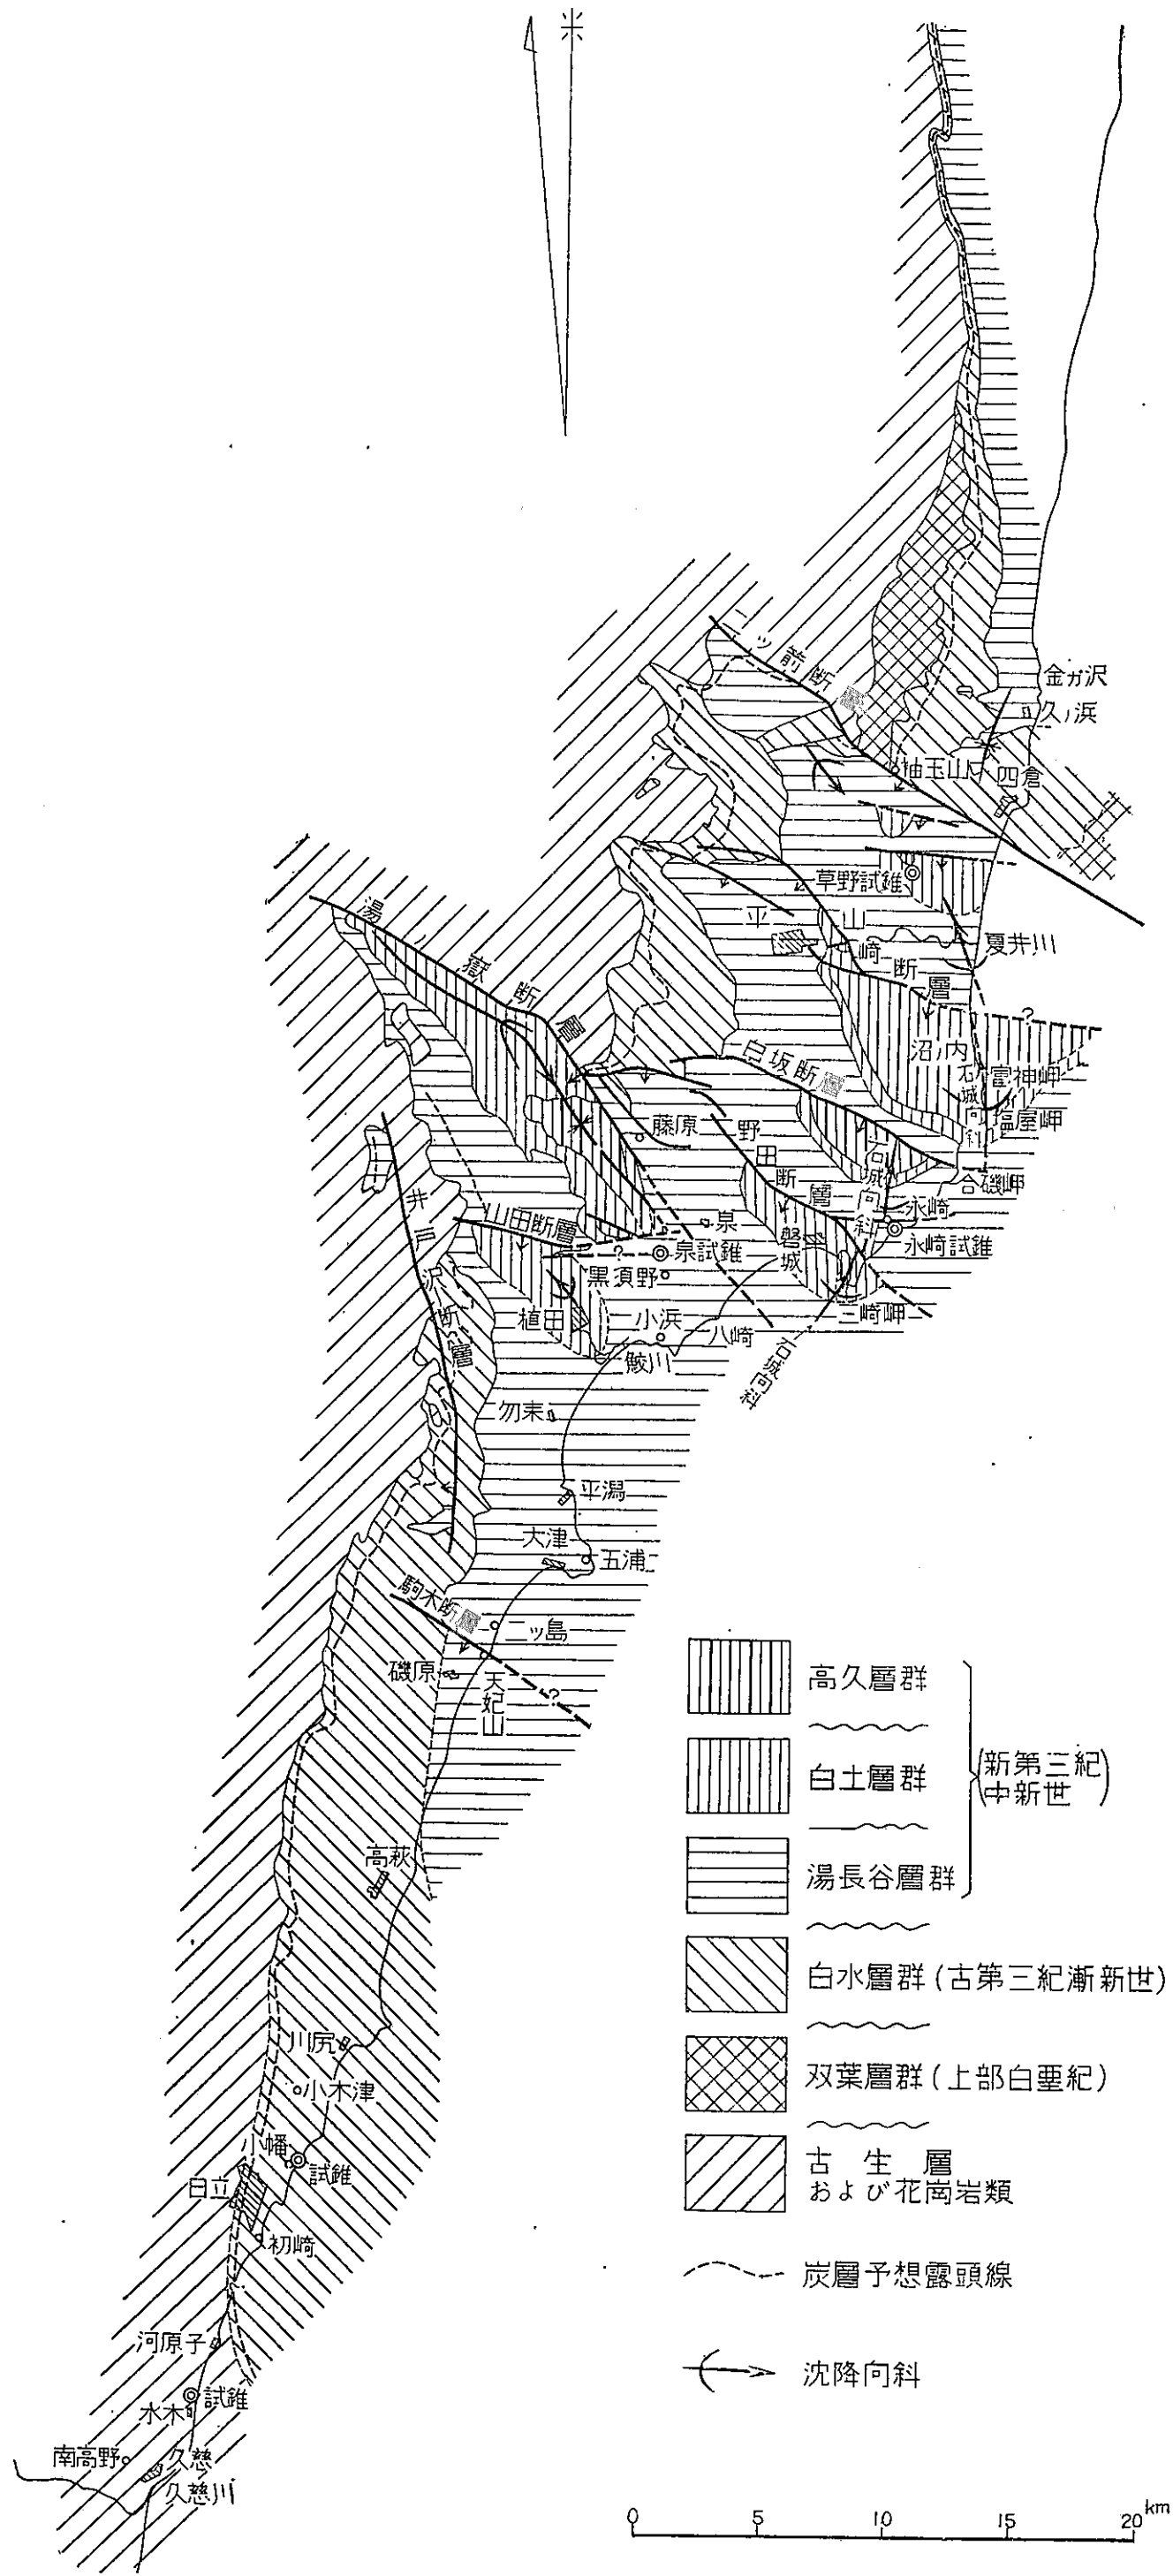 二ッ前断層
金ガ沢
久ノ浜
柚玉山
四倉
草野試錐
平
山崎断層
夏井川
湯ノ嶽断層
?
沼ノ内
石城向斜
富神岬
塩屋岬
白坂断層
藤原
野田断層
石城向斜
合磯岬
井戸沢断層
山田断層
泉
永崎
永崎試錐
磐城
?
泉試錐
黒須野
植田
小浜
八崎
三崎岬
鮫川
石城向斜
勿来
平潟
大津
五浦
駒木断層
二ッ島
磯原
天妃山
?
高萩
川尻
小木津
小幡
試錐
日立
初崎
河原子
試錐
水木
南高野
久慈
久慈川
高久層群
白土層群
(新第三紀
中新世)
湯長谷層群
白水層群(古第三紀漸新世)
双葉層群(上部白亜紀)
古生層
および花崗岩類
炭層予想露頭線
沈降向斜
0 5 10 15 20 km